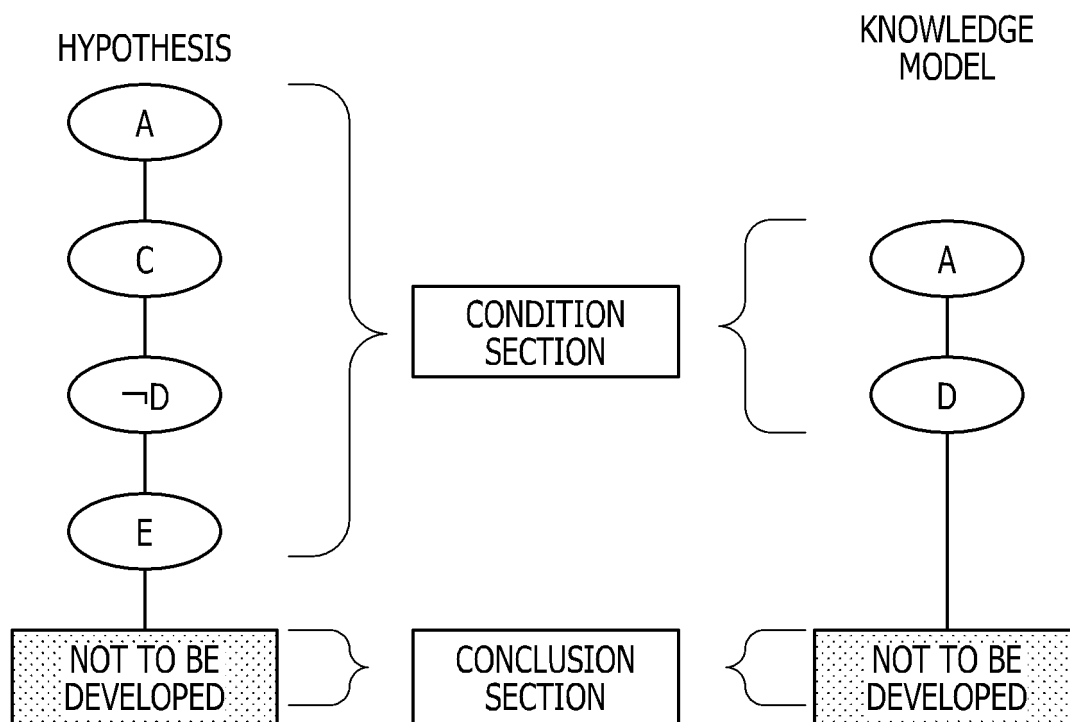 HYPOTHESIS
A
C
¬D
E
NOT TO BE
DEVELOPED
CONDITION
SECTION
CONCLUSION
SECTION
KNOWLEDGE
MODEL
A
D
NOT TO BE
DEVELOPED